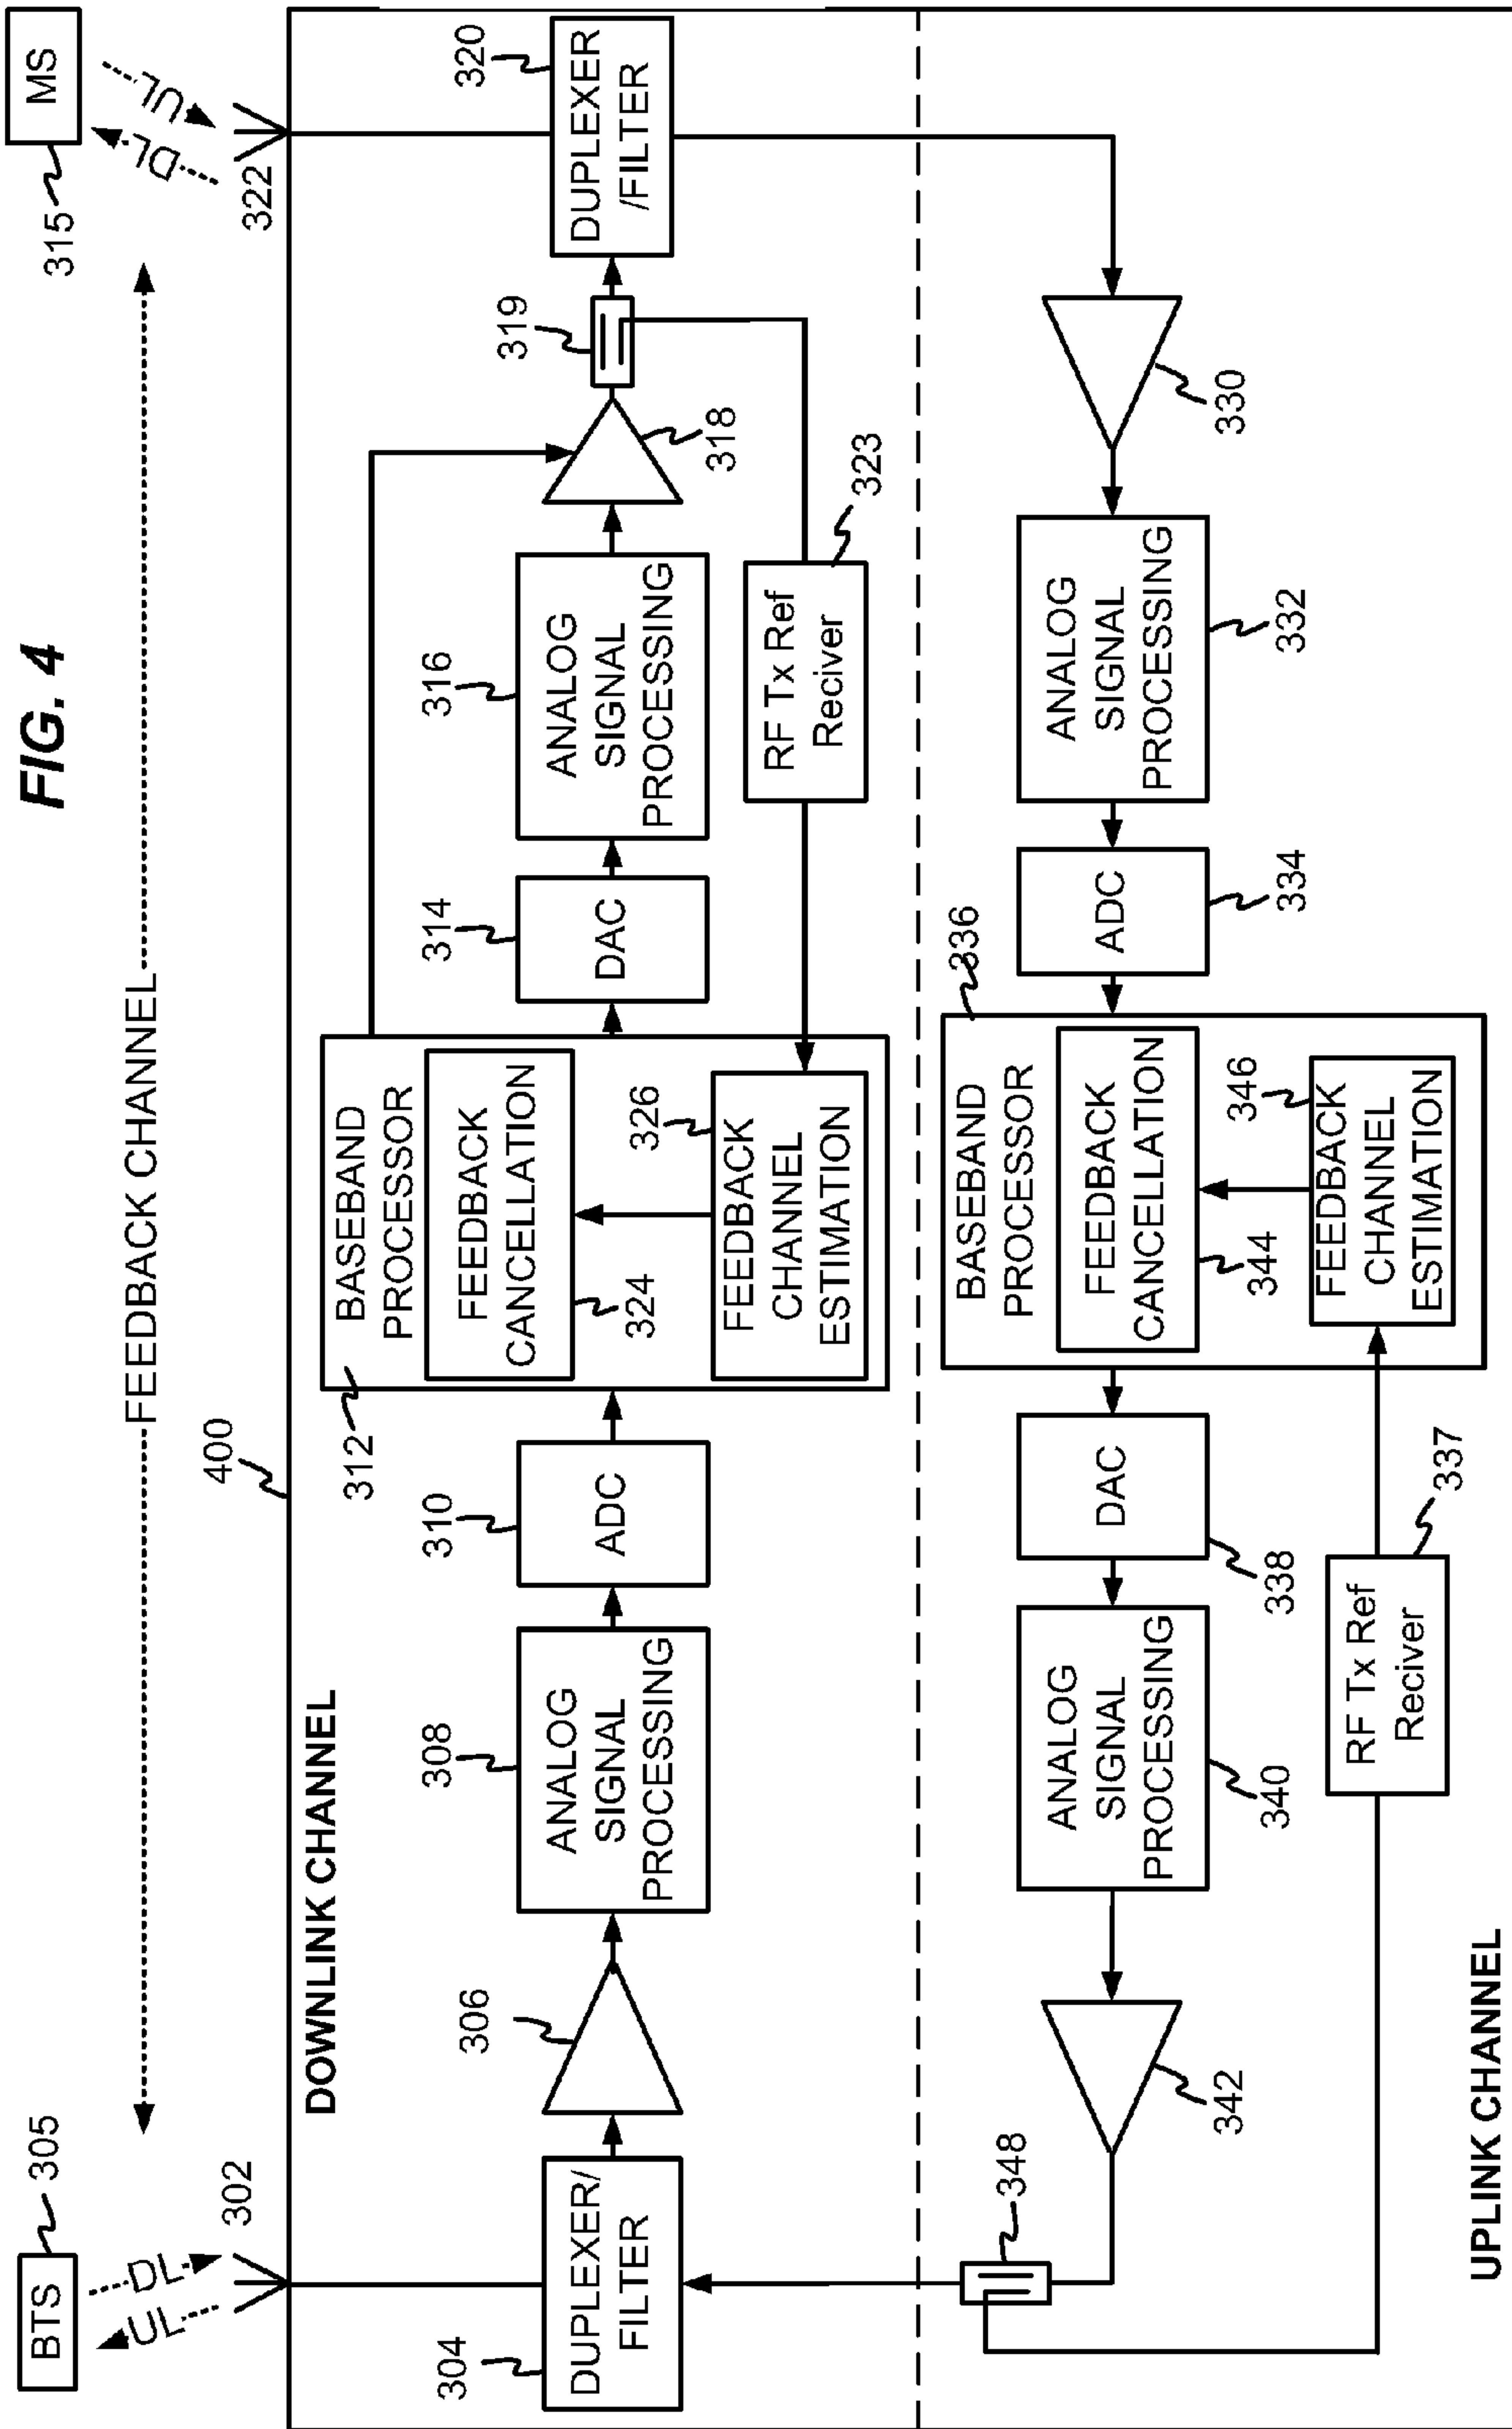 FIG. 4
BTS
305
DL
UL
302
FEEDBACK CHANNEL
MS
315
UL
DL
322
400
DOWNLINK CHANNEL
304
DUPLEXER/
FILTER
306
308
ANALOG
SIGNAL
PROCESSING
310
ADC
312
BASEBAND
PROCESSOR
FEEDBACK
CANCELLATION
324
326
FEEDBACK
CHANNEL
ESTIMATION
314
DAC
316
ANALOG
SIGNAL
PROCESSING
318
319
320
DUPLEXER
/FILTER
323
RF Tx Ref
Reciver
348
342
ANALOG
SIGNAL
PROCESSING
340
DAC
338
336
BASEBAND
PROCESSOR
FEEDBACK
CANCELLATION
344
346
FEEDBACK
CHANNEL
ESTIMATION
ADC
334
ANALOG
SIGNAL
PROCESSING
332
330
337
RF Tx Ref
Reciver
UPLINK CHANNEL